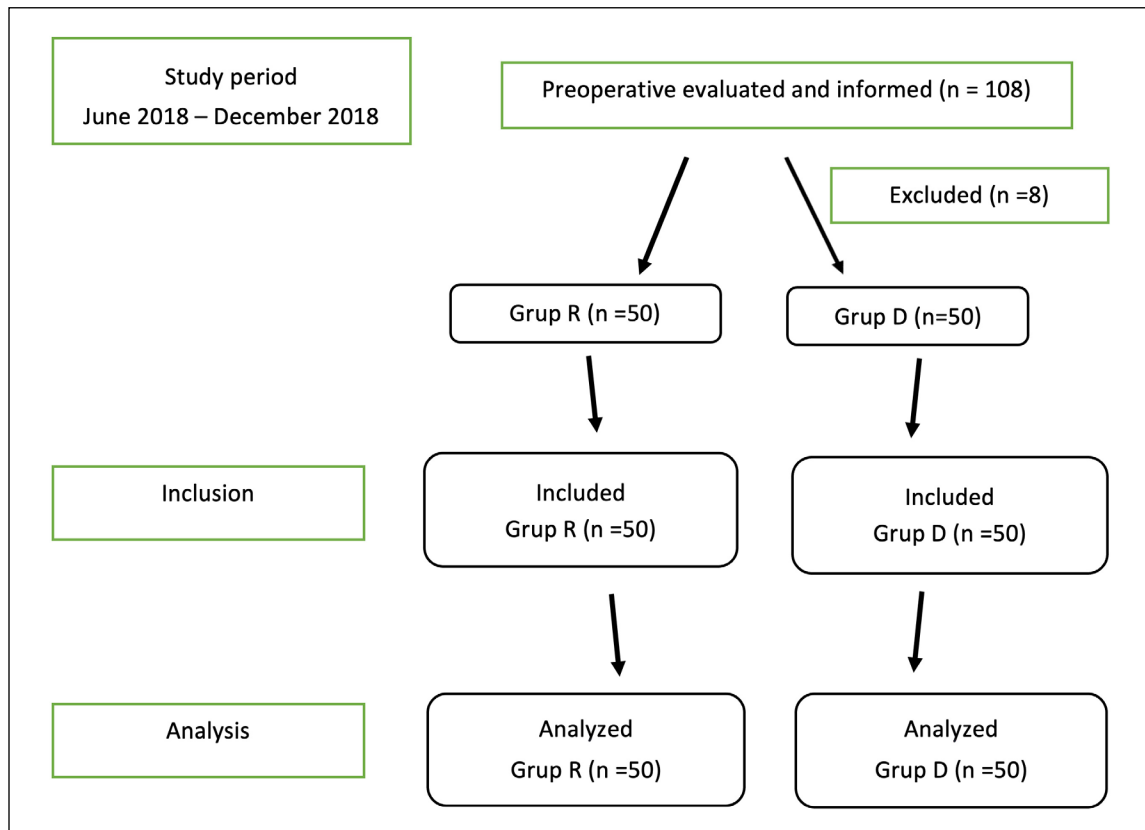 Study period
June 2018 – December 2018
Preoperative evaluated and informed (n = 108)
Excluded (n =8)
Grup R (n =50)
Grup D (n=50)
Inclusion
Included
Grup R (n =50)
Included
Grup D (n =50)
Analysis
Analyzed
Grup R (n =50)
Analyzed
Grup D (n =50)